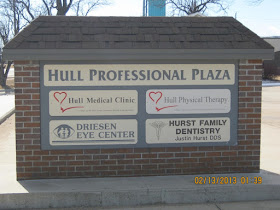 HULL PROFESSIONAL PLAZA
Hull Medical Clinic
Hull Physical Therapy
DRIESEN
EYE CENTER
HURST FAMILY
DENTISTRY
Justin Hurst DDS
02/10/2013 01:09